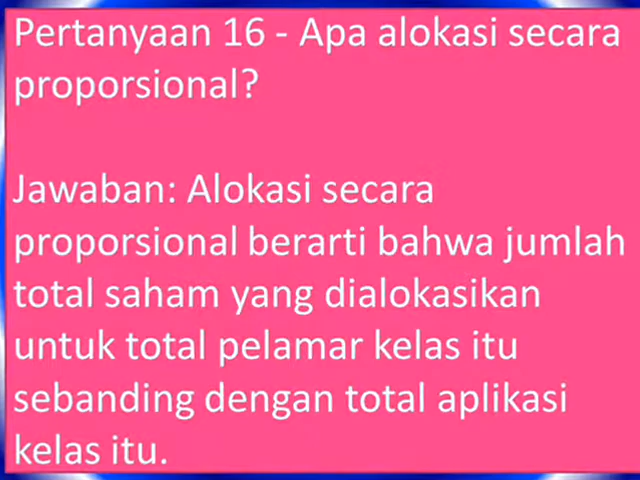 Pertanyaan 16 - Apa alokasi secara
proporsional?
Jawaban: Alokasi secara
proporsional berarti bahwa jumlah
total saham yang dialokasikan
untuk total pelamar kelas itu
sebanding dengan total aplikasi
kelas itu.